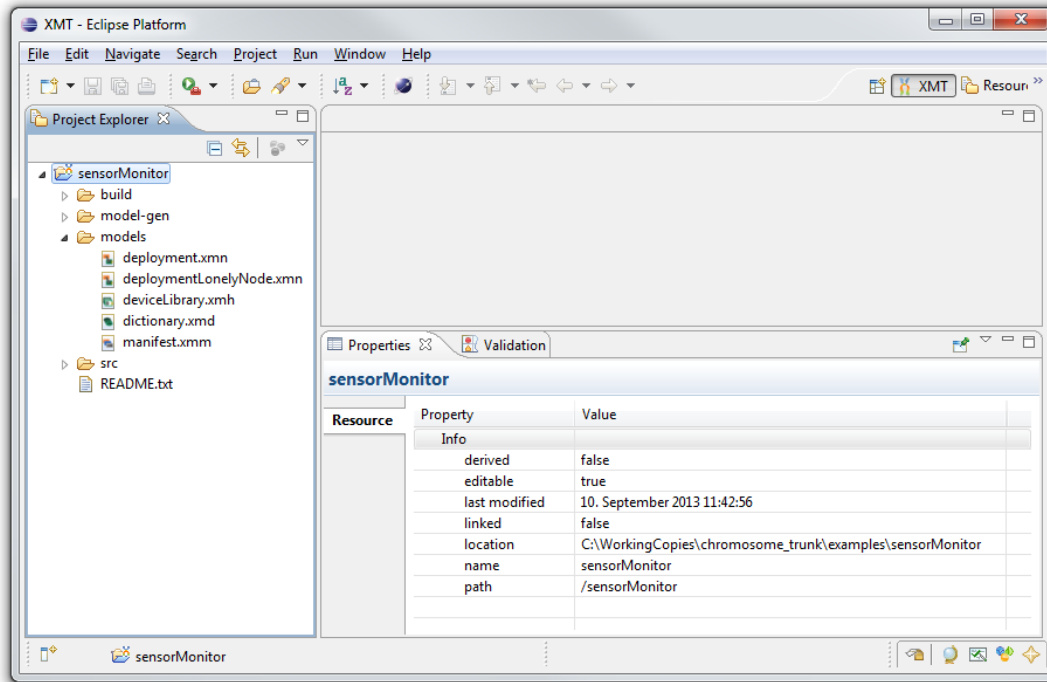 XMT - Eclipse Platform
File Edit Navigate Search Project Run Window Help
XMT Resour
Project Explorer
sensorMonitor
build
model-gen
models
deployment.xmn
deploymentLonelyNode.xmn
deviceLibrary.xmh
dictionary.xmd
manifest.xmm
src
README.txt
Properties Validation
sensorMonitor
Resource
Property Value
Info
derived false
editable true
last modified 10. September 2013 11:42:56
linked false
location C:\WorkingCopies\chromosome_trunk\examples\sensorMonitor
name sensorMonitor
path /sensorMonitor
sensorMonitor